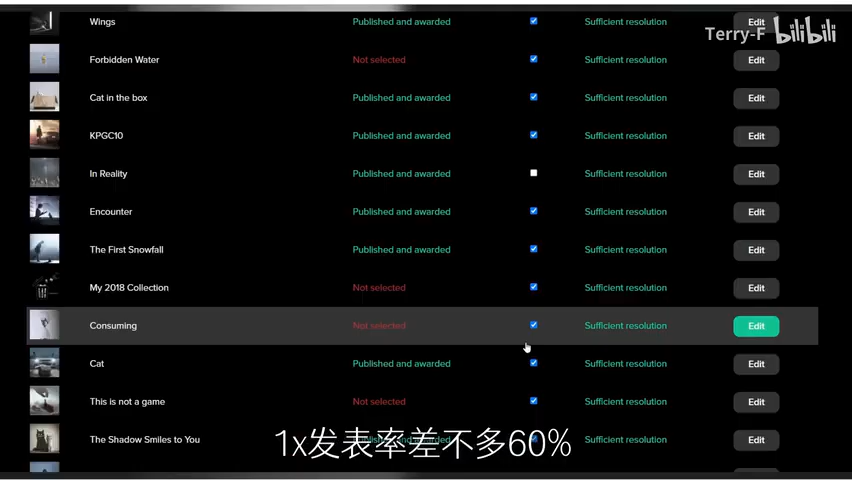 Wings Published and awarded Sufficient resolution Edit
Terry-F bilibili
Forbidden Water Not selected Sufficient resolution Edit
Cat in the box Published and awarded Sufficient resolution Edit
KPGC10 Published and awarded Sufficient resolution Edit
In Reality Published and awarded Sufficient resolution Edit
Encounter Published and awarded Sufficient resolution Edit
The First Snowfall Published and awarded Sufficient resolution Edit
My 2018 Collection Not selected Sufficient resolution Edit
Consuming Not selected Sufficient resolution Edit
Cat Published and awarded Sufficient resolution Edit
This is not a game Not selected Sufficient resolution Edit
The Shadow Smiles to You Published and awarded Sufficient resolution Edit
1x发表率差不多60%